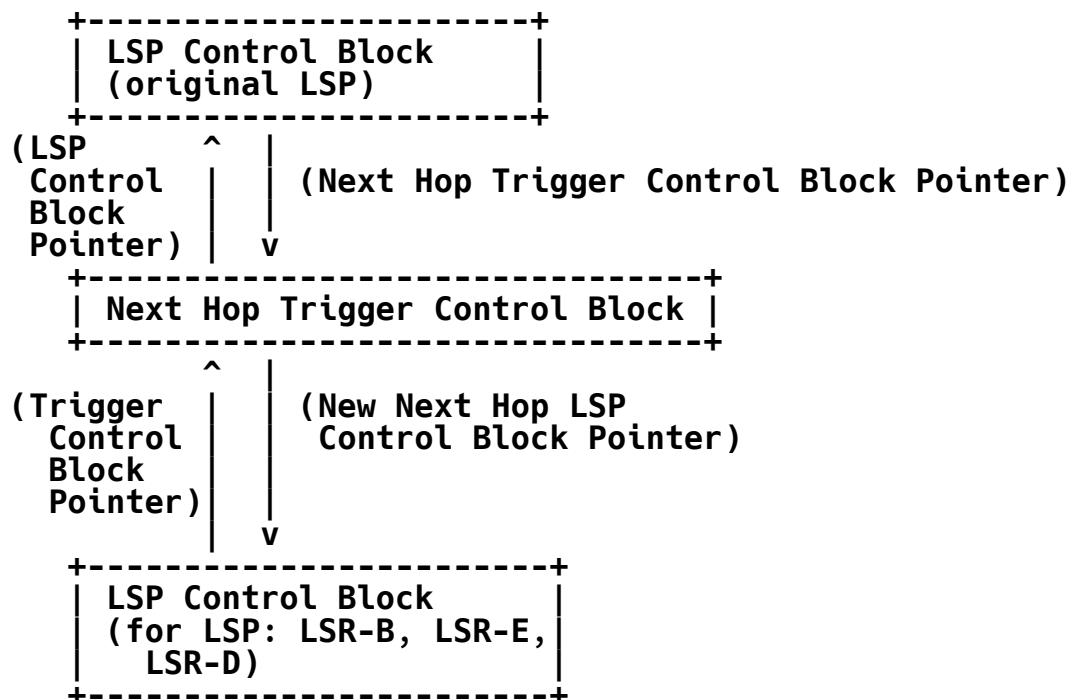 +-----------------------+
| LSP Control Block     |
| (original LSP)        |
+-----------------------+
(LSP      ^  |
 Control  |  | (Next Hop Trigger Control Block Pointer)
 Block    |  |
 Pointer) |  v
+--------------------------------+
| Next Hop Trigger Control Block |
+--------------------------------+
          ^  |
(Trigger  |  | (New Next Hop LSP
  Control |  |  Control Block Pointer)
  Block   |  |
  Pointer)|  |
          |  v
+------------------------+
| LSP Control Block      |
| (for LSP: LSR-B, LSR-E,|
|   LSR-D)               |
+------------------------+